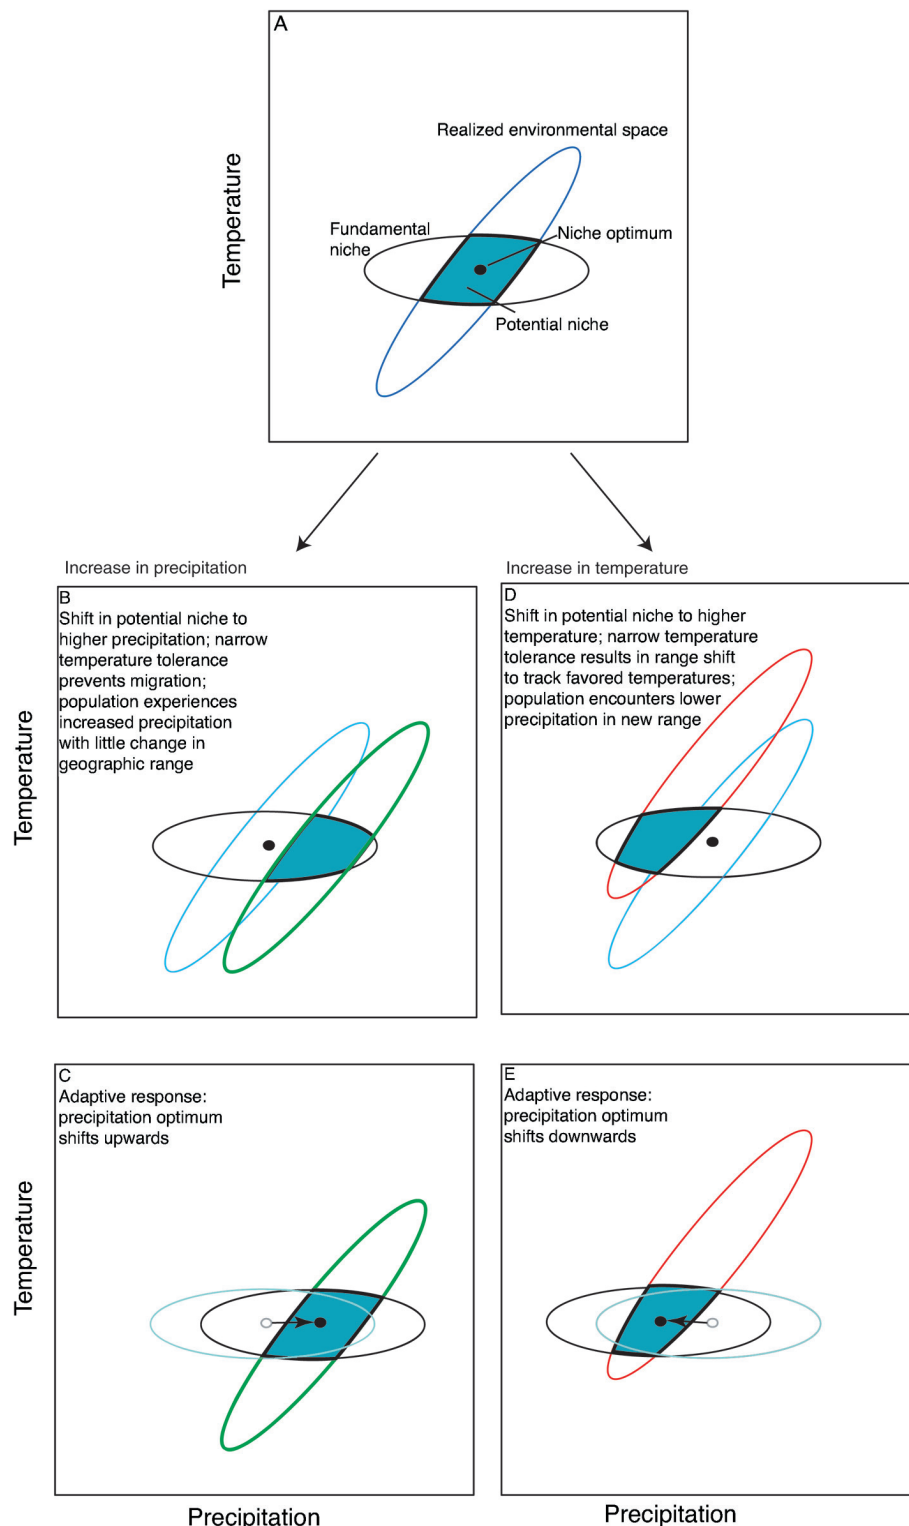 A
Realized environmental space
Temperature
Fundamental
niche
Niche optimum
Potential niche
Increase in precipitation
B
Shift in potential niche to
higher precipitation; narrow
temperature tolerance
prevents migration;
population experiences
increased precipitation
with little change in
geographic range
Temperature
Increase in temperature
D
Shift in potential niche to higher
temperature; narrow temperature
tolerance results in range shift
to track favored temperatures;
population encounters lower
precipitation in new range
C
Adaptive response:
precipitation optimum
shifts upwards
Temperature
Precipitation
E
Adaptive response:
precipitation optimum
shifts downwards
Precipitation